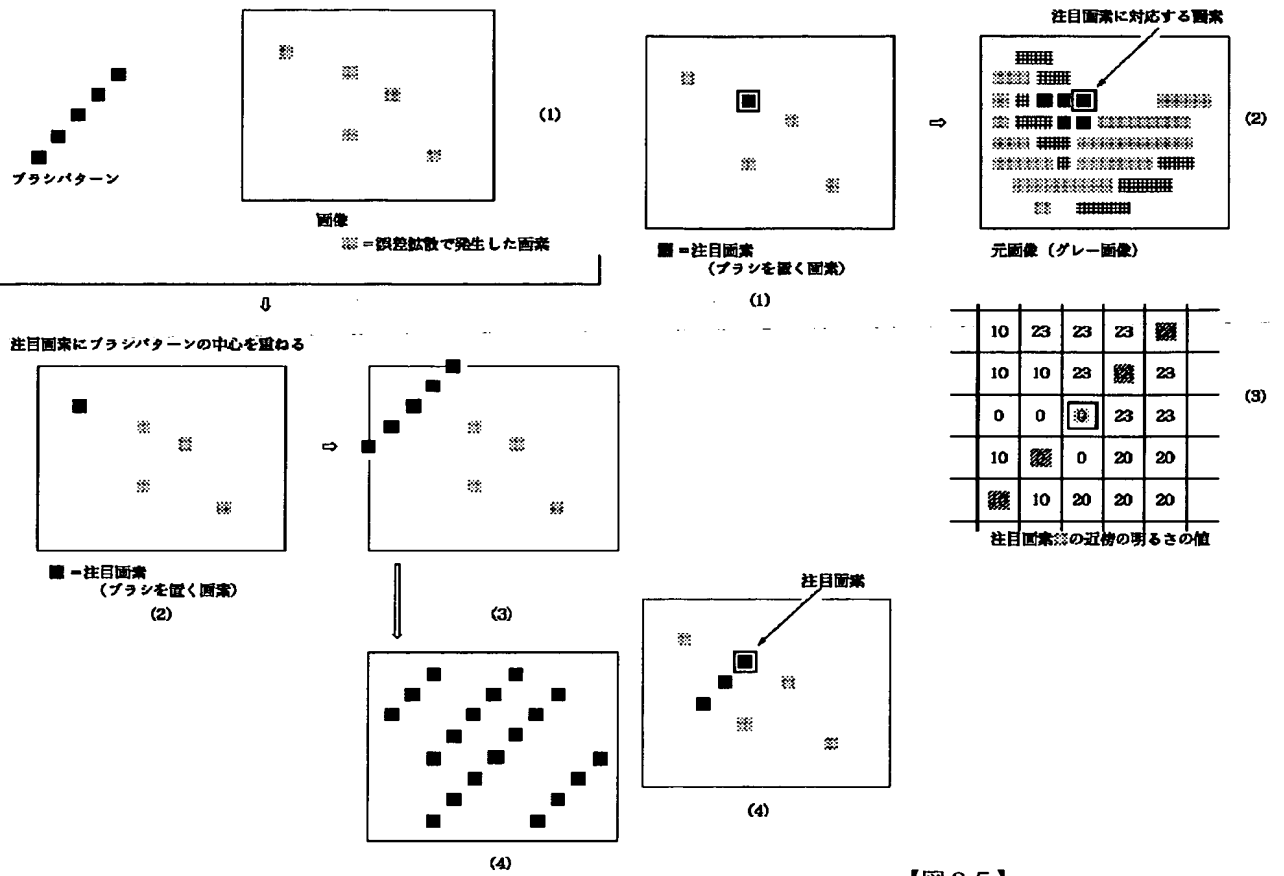 ブラシパターン
画像
▒ =誤差拡散で発生した画素
(1)
注目画素にブラシパターンの中心を重ねる
■ =注目画素
(ブラシを置く画素)
(2)
(3)
(4)
■ =注目画素
(ブラシを置く画素)
(1)
注目画素に対応する画素
(2)
元画像 (グレー画像)
10 23 23 23
10 10 23 23
0 0 0 23 23
10 0 20 20
10 20 20 20
(3)
注目画素▒の近傍の明るさの値
注目画素
(4)